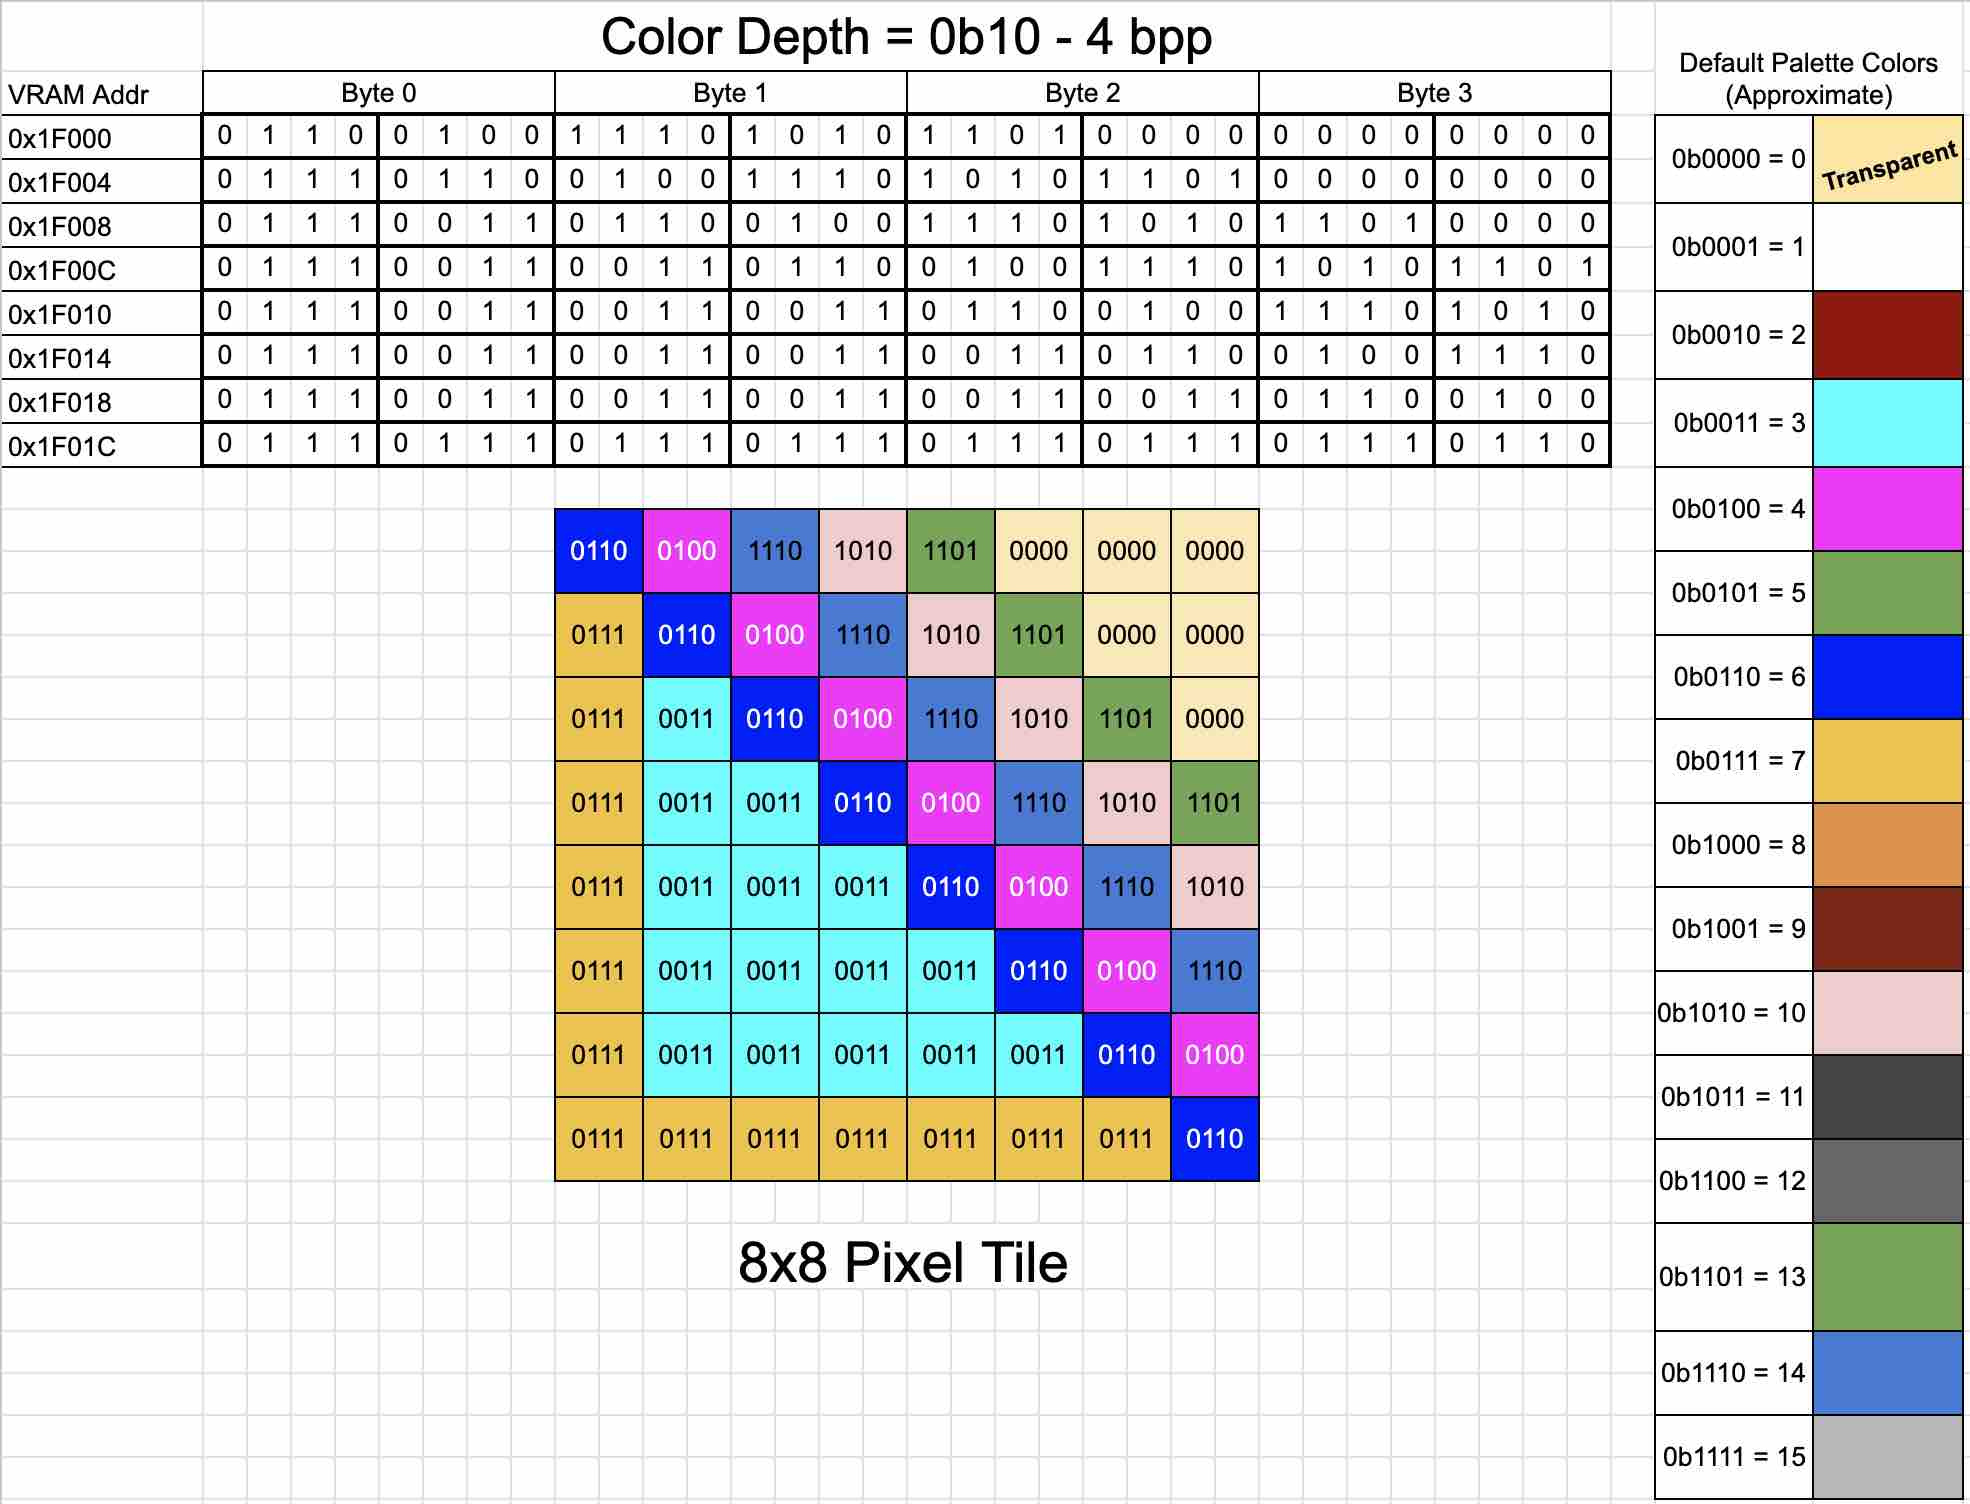 Color Depth = 0b10 - 4 bpp
VRAM Addr Byte 0 Byte 1 Byte 2 Byte 3
0x1F000 0 1 1 0 0 1 0 0 1 1 1 0 1 0 1 0 1 1 0 1 0 0 0 0 0 0 0 0 0 0 0 0
0x1F004 0 1 1 1 0 1 1 0 0 1 0 0 1 1 1 0 1 0 1 0 1 1 0 1 0 0 0 0 0 0 0 0
0x1F008 0 1 1 1 0 0 1 1 0 1 1 0 0 1 0 0 1 1 1 0 1 0 1 0 1 1 0 1 0 0 0 0
0x1F00C 0 1 1 1 0 0 1 1 0 0 1 1 0 1 1 0 0 1 0 0 1 1 1 0 1 0 1 0 1 1 0 1
0x1F010 0 1 1 1 0 0 1 1 0 0 1 1 0 0 1 1 0 1 1 0 0 1 0 0 1 1 1 0 1 0 1 0
0x1F014 0 1 1 1 0 0 1 1 0 0 1 1 0 0 1 1 0 0 1 1 0 1 1 0 0 1 0 0 1 1 1 0
0x1F018 0 1 1 1 0 0 1 1 0 0 1 1 0 0 1 1 0 0 1 1 0 0 1 1 0 1 1 0 0 1 0 0
0x1F01C 0 1 1 1 0 1 1 1 0 1 1 1 0 1 1 1 0 1 1 1 0 1 1 1 0 1 1 1 0 1 1 0
0110 0100 1110 1010 1101 0000 0000 0000
0111 0110 0100 1110 1010 1101 0000 0000
0111 0011 0110 0100 1110 1010 1101 0000
0111 0011 0011 0110 0100 1110 1010 1101
0111 0011 0011 0011 0110 0100 1110 1010
0111 0011 0011 0011 0011 0110 0100 1110
0111 0011 0011 0011 0011 0011 0110 0100
0111 0111 0111 0111 0111 0111 0111 0110
8x8 Pixel Tile
Default Palette Colors
(Approximate)
0b0000 = 0 Transparent
0b0001 = 1
0b0010 = 2
0b0011 = 3
0b0100 = 4
0b0101 = 5
0b0110 = 6
0b0111 = 7
0b1000 = 8
0b1001 = 9
0b1010 = 10
0b1011 = 11
0b1100 = 12
0b1101 = 13
0b1110 = 14
0b1111 = 15